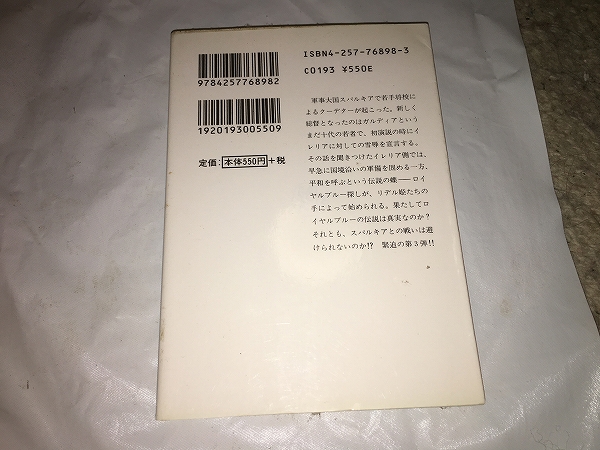 ISBN4-257-76898-3
C0193 ¥550E
9784257768982
1920193005509
定価:本体550円+税
軍事大国スパルキアで若手将校に
よるクーデターが起こった。新しく
総督となったのはガルディアという
まだ十代の若者で、初演説の時にイ
レリアに対しての雪辱を宣言する。
その話を聞きつけたイレリア側では、
早急に国境沿いの軍備を固める一方、
平和を呼ぶという伝説の蝶――ロイ
ヤルブルー探しが、リデル姫たちの
手によって始められる。果たしてロ
イヤルブルーの伝説は真実なのか?
それとも、スパルキアとの戦いは避
けられないのか!? 緊迫の第3弾!!